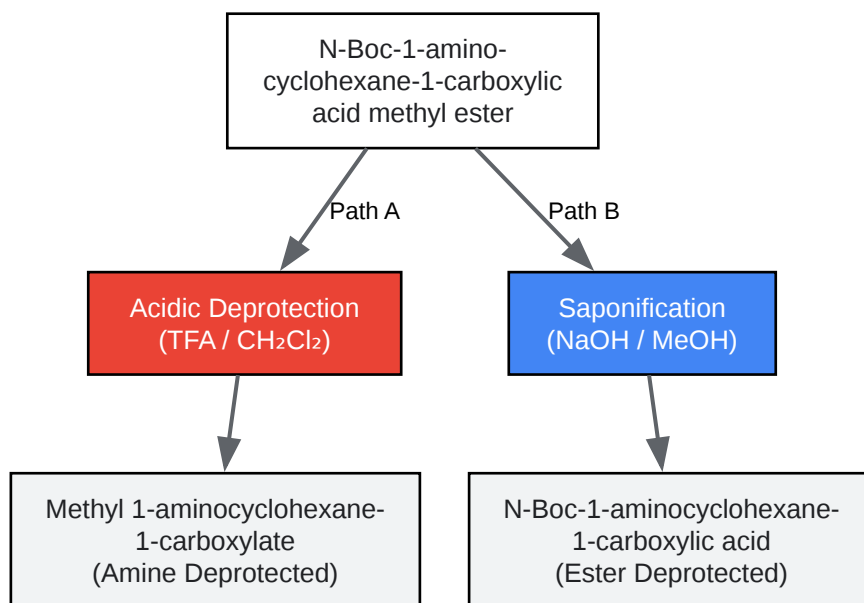 N-Boc-1-amino-
cyclohexane-1-carboxylic
acid methyl ester
Path A
Path B
Acidic Deprotection
(TFA / CH₂Cl₂)
Saponification
(NaOH / MeOH)
Methyl 1-aminocyclohexane-
1-carboxylate
(Amine Deprotected)
N-Boc-1-aminocyclohexane-
1-carboxylic acid
(Ester Deprotected)